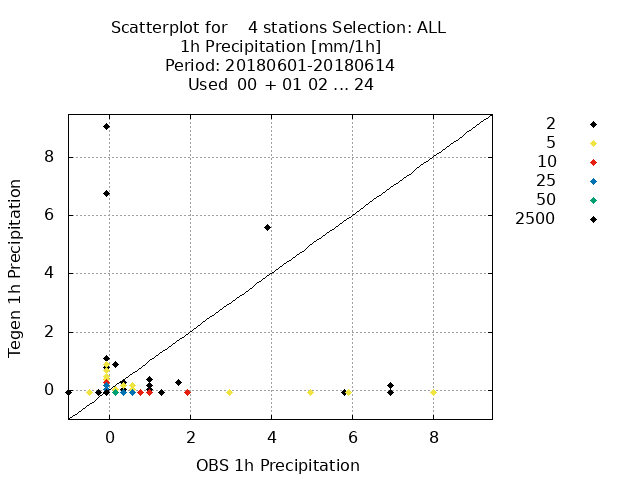 Scatterplot for    4 stations Selection: ALL
1h Precipitation [mm/1h]
Period: 20180601-20180614
Used  00  + 01 02 ... 24
2
5
10
25
50
2500
Tegen 1h Precipitation
8
6
4
2
0
0 2 4 6 8
OBS 1h Precipitation